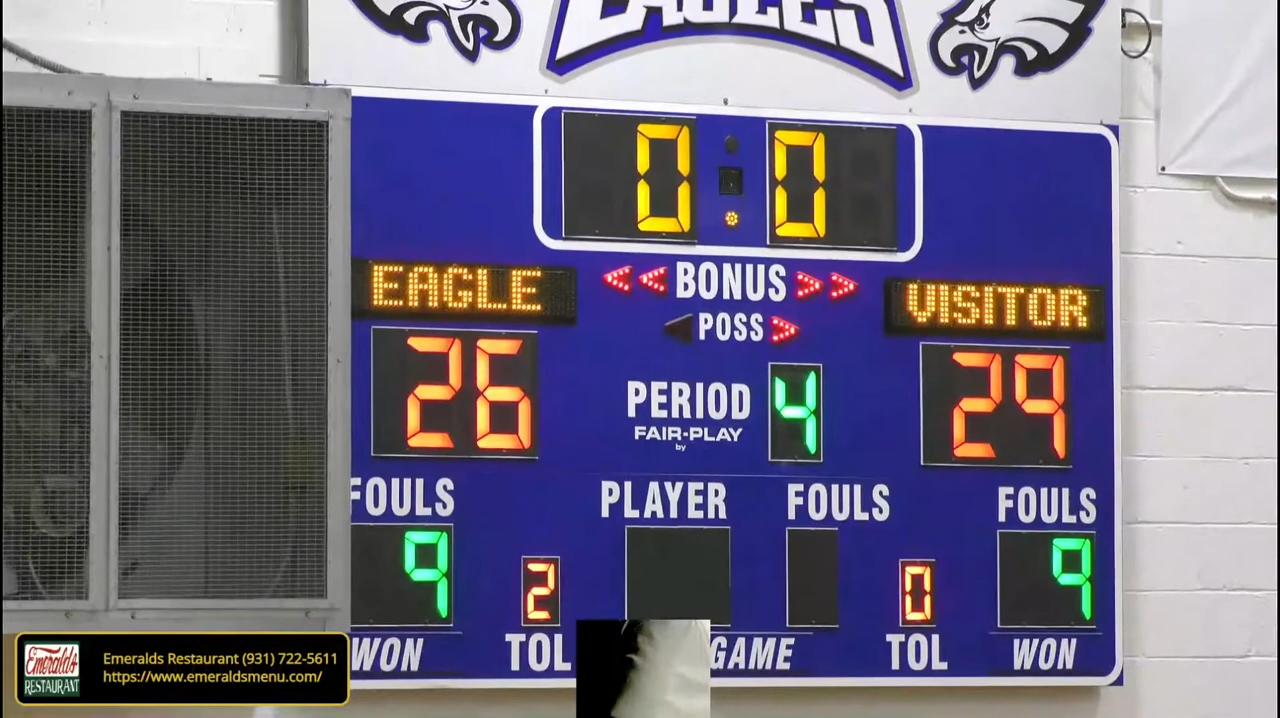 EAGLES
0.0
EAGLE
<< BONUS >>
VISITOR
POSS
26
PERIOD 4
29
FAIR-PLAY
by
FOULS
PLAYER
FOULS
FOULS
9
2
0
9
WON
TOL
GAME
TOL
WON
Emeralds
RESTAURANT
Emeralds Restaurant (931) 722-5611
https://www.emeraldsmenu.com/